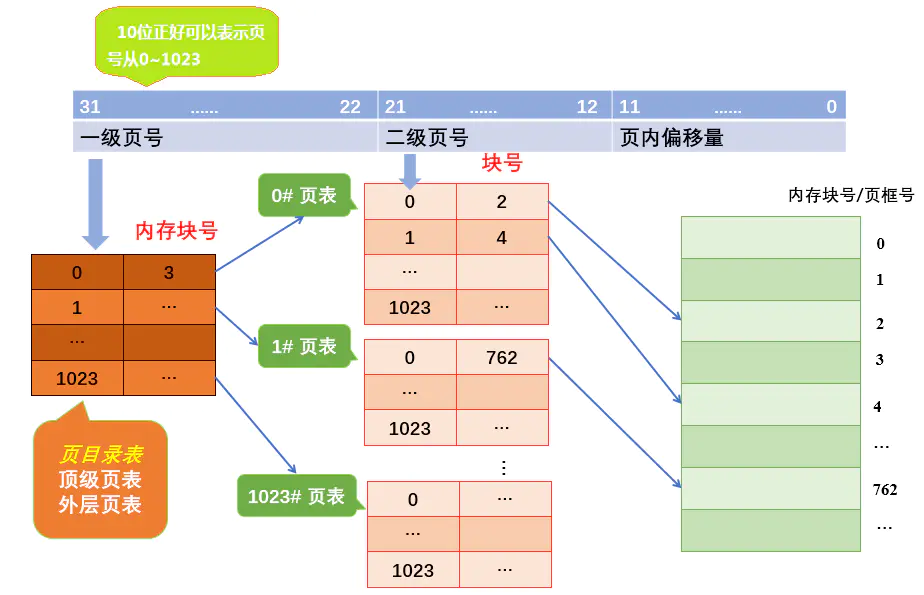 10位正好可以表示页
号从0~1023
31 ...... 22 21 ...... 12 11 ...... 0
一级页号 二级页号 页内偏移量
块号
内存块号/页框号
内存块号
0 3
1 ...
...
1023 ...
页目录表
顶级页表
外层页表
0# 页表
1# 页表
1023# 页表
0 2
1 4
...
1023 ...
0 762
...
1023 ...
⋮
0 ...
...
1023 ...
0
1
2
3
4
...
762
...